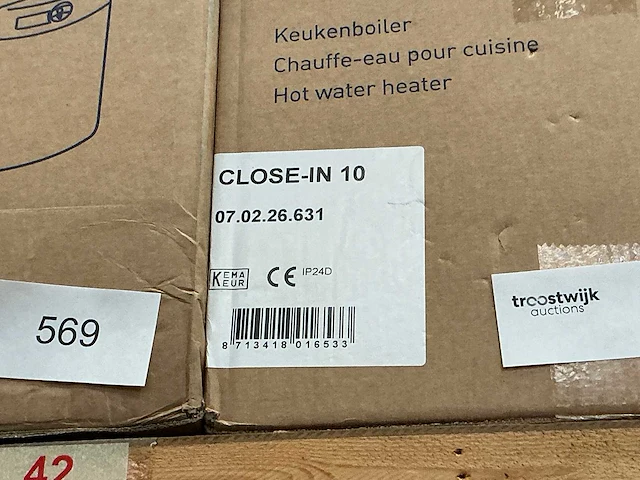 Keukenboiler
Chauffe-eau pour cuisine
Hot water heater
CLOSE-IN 10
07.02.26.631
KEMA
KEUR
CE IP24D
8 713418 016533
569
troostwijk
auctions
42